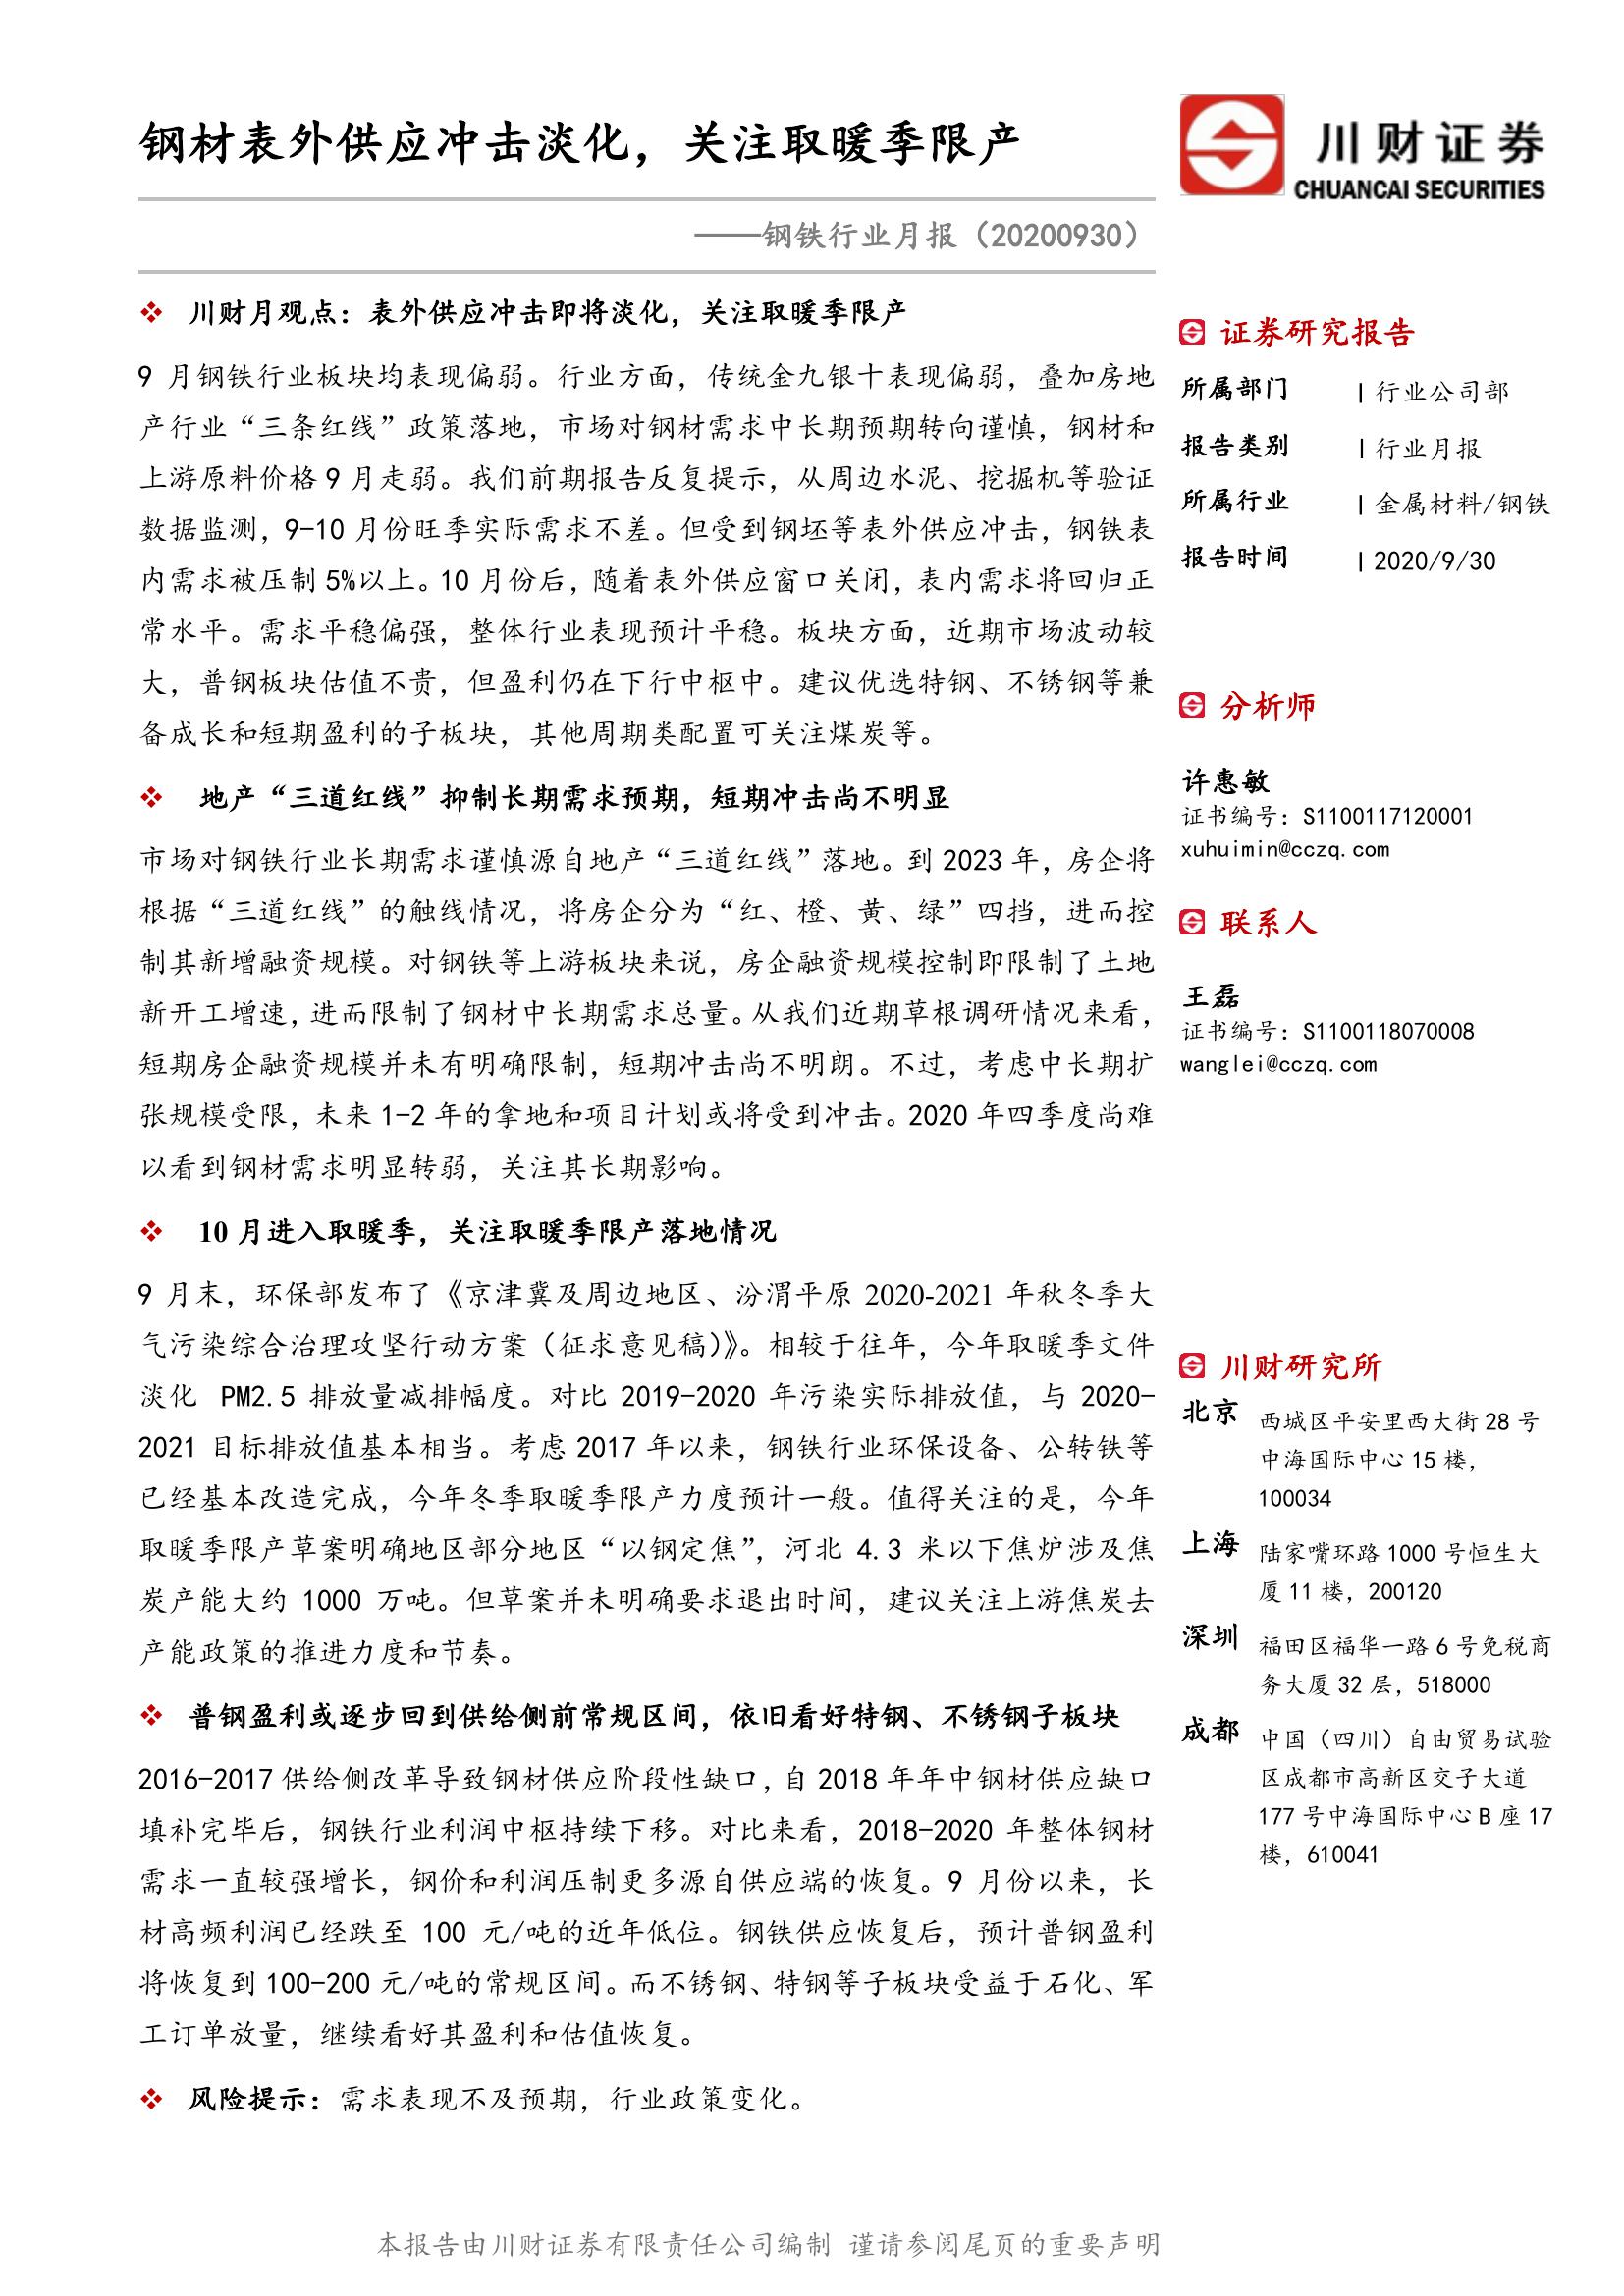 钢材表外供应冲击淡化，关注取暖季限产
——钢铁行业月报（20200930）
川财月观点：表外供应冲击即将淡化，关注取暖季限产
9 月钢铁行业板块均表现偏弱。行业方面，传统金九银十表现偏弱，叠加房地
产行业“三条红线”政策落地，市场对钢材需求中长期预期转向谨慎，钢材和
上游原料价格 9 月走弱。我们前期报告反复提示，从周边水泥、挖掘机等验证
数据监测，9-10 月份旺季实际需求不差。但受到钢坯等表外供应冲击，钢铁表
内需求被压制 5%以上。10 月份后，随着表外供应窗口关闭，表内需求将回归正
常水平。需求平稳偏强，整体行业表现预计平稳。板块方面，近期市场波动较
大，普钢板块估值不贵，但盈利仍在下行中枢中。建议优选特钢、不锈钢等兼
备成长和短期盈利的子板块，其他周期类配置可关注煤炭等。
地产“三道红线”抑制长期需求预期，短期冲击尚不明显
市场对钢铁行业长期需求谨慎源自地产“三道红线”落地。到 2023 年，房企将
根据“三道红线”的触线情况，将房企分为“红、橙、黄、绿”四挡，进而控
制其新增融资规模。对钢铁等上游板块来说，房企融资规模控制即限制了土地
新开工增速，进而限制了钢材中长期需求总量。从我们近期草根调研情况来看，
短期房企融资规模并未有明确限制，短期冲击尚不明朗。不过，考虑中长期扩
张规模受限，未来 1-2 年的拿地和项目计划或将受到冲击。2020 年四季度尚难
以看到钢材需求明显转弱，关注其长期影响。
10 月进入取暖季，关注取暖季限产落地情况
9 月末，环保部发布了《京津冀及周边地区、汾渭平原 2020-2021 年秋冬季大
气污染综合治理攻坚行动方案（征求意见稿）》。相较于往年，今年取暖季文件
淡化 PM2.5 排放量减排幅度。对比 2019-2020 年污染实际排放值，与 2020-
2021 目标排放值基本相当。考虑 2017 年以来，钢铁行业环保设备、公转铁等
已经基本改造完成，今年冬季取暖季限产力度预计一般。值得关注的是，今年
取暖季限产草案明确地区部分地区“以钢定焦”，河北 4.3 米以下焦炉涉及焦
炭产能大约 1000 万吨。但草案并未明确要求退出时间，建议关注上游焦炭去
产能政策的推进力度和节奏。
普钢盈利或逐步回到供给侧前常规区间，依旧看好特钢、不锈钢子板块
2016-2017 供给侧改革导致钢材供应阶段性缺口，自 2018 年年中钢材供应缺口
填补完毕后，钢铁行业利润中枢持续下移。对比来看，2018-2020 年整体钢材
需求一直较强增长，钢价和利润压制更多源自供应端的恢复。9 月份以来，长
材高频利润已经跌至 100 元/吨的近年低位。钢铁供应恢复后，预计普钢盈利
将恢复到 100-200 元/吨的常规区间。而不锈钢、特钢等子板块受益于石化、军
工订单放量，继续看好其盈利和估值恢复。
风险提示：需求表现不及预期，行业政策变化。
川财证券
CHUANCAI SECURITIES
证券研究报告
所属部门 | 行业公司部
报告类别 | 行业月报
所属行业 | 金属材料/钢铁
报告时间 | 2020/9/30
分析师
许惠敏
证书编号：S1100117120001
xuhuimin@cczq.com
联系人
王磊
证书编号：S1100118070008
wanglei@cczq.com
川财研究所
北京 西城区平安里西大街 28 号
中海国际中心 15 楼，
100034
上海 陆家嘴环路 1000 号恒生大
厦 11 楼，200120
深圳 福田区福华一路 6 号免税商
务大厦 32 层，518000
成都 中国（四川）自由贸易试验
区成都市高新区交子大道
177 号中海国际中心 B 座 17
楼，610041
本报告由川财证券有限责任公司编制 谨请参阅尾页的重要声明